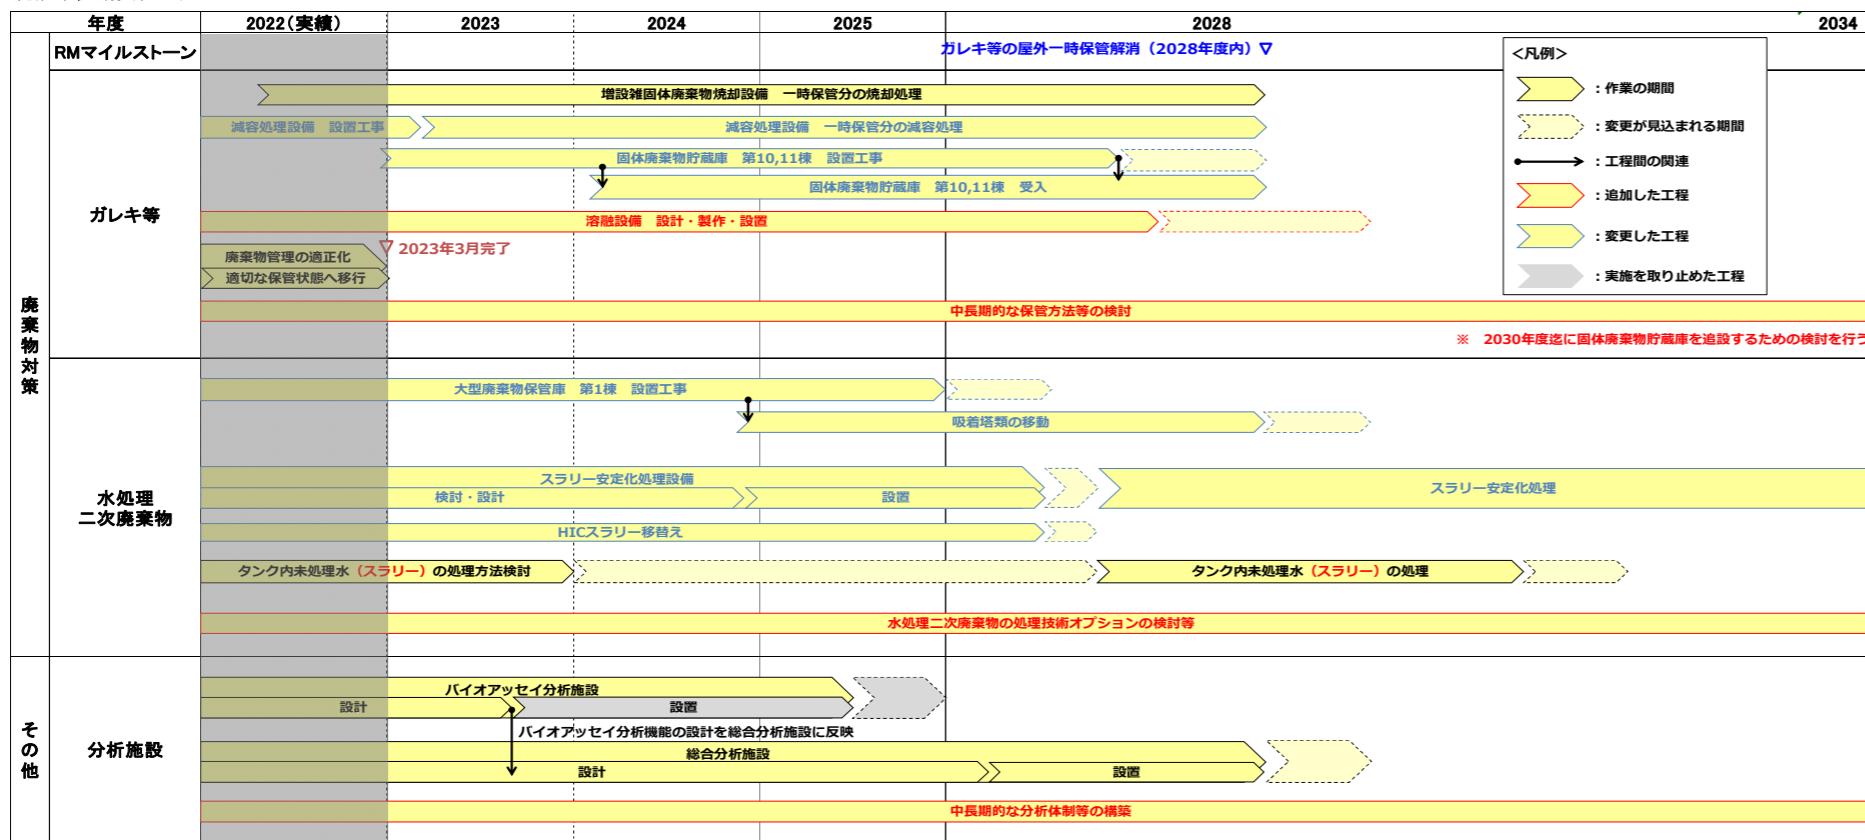 年度
2022(実績)
2023
2024
2025
2028
2034
RMマイルストーン
ガレキ等の屋外一時保管解消（2028年度内）▽
<凡例>
：作業の期間
：変更が見込まれる期間
：工程間の関連
：追加した工程
：変更した工程
：実施を取り止めた工程
廃棄物対策
ガレキ等
増設雑固体廃棄物焼却設備　一時保管分の焼却処理
減容処理設備　設置工事
減容処理設備　一時保管分の減容処理
固体廃棄物貯蔵庫　第10,11棟　設置工事
固体廃棄物貯蔵庫　第10,11棟　受入
溶融設備　設計・製作・設置
▽ 2023年3月完了
廃棄物管理の適正化
適切な保管状態へ移行
中長期的な保管方法等の検討
※　2030年度迄に固体廃棄物貯蔵庫を追設するための検討を行う
水処理
二次廃棄物
大型廃棄物保管庫　第1棟　設置工事
吸着塔類の移動
スラリー安定化処理設備
検討・設計
設置
スラリー安定化処理
HICスラリー移替え
タンク内未処理水（スラリー）の処理方法検討
タンク内未処理水（スラリー）の処理
水処理二次廃棄物の処理技術オプションの検討等
その他
分析施設
バイオアッセイ分析施設
設計
設置
バイオアッセイ分析機能の設計を総合分析施設に反映
総合分析施設
設計
設置
中長期的な分析体制等の構築